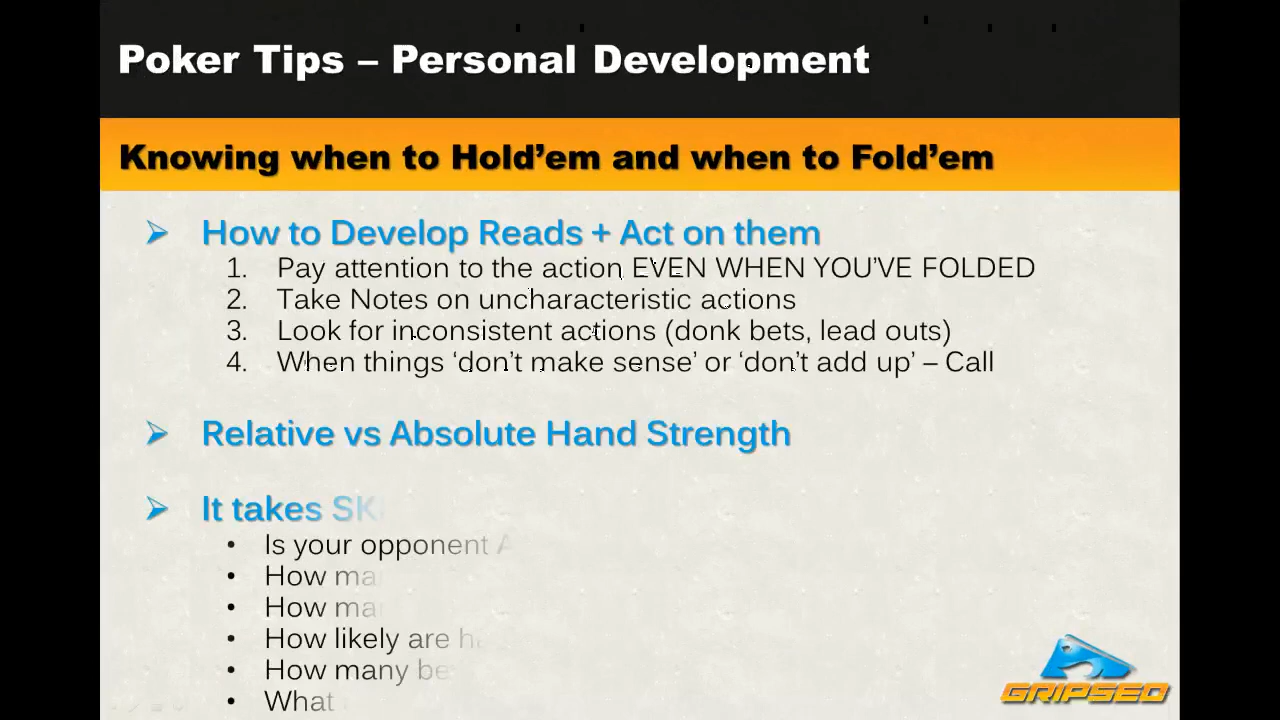 Poker Tips – Personal Development
Knowing when to Hold’em and when to Fold’em
➢ How to Develop Reads + Act on them
1. Pay attention to the action EVEN WHEN YOU’VE FOLDED
2. Take Notes on uncharacteristic actions
3. Look for inconsistent actions (donk bets, lead outs)
4. When things ‘don’t make sense’ or ‘don’t add up’ – Call
➢ Relative vs Absolute Hand Strength
➢ It takes
• Is your opponent
• How
• How
• How likely are
• How many
• What
GRIPSED